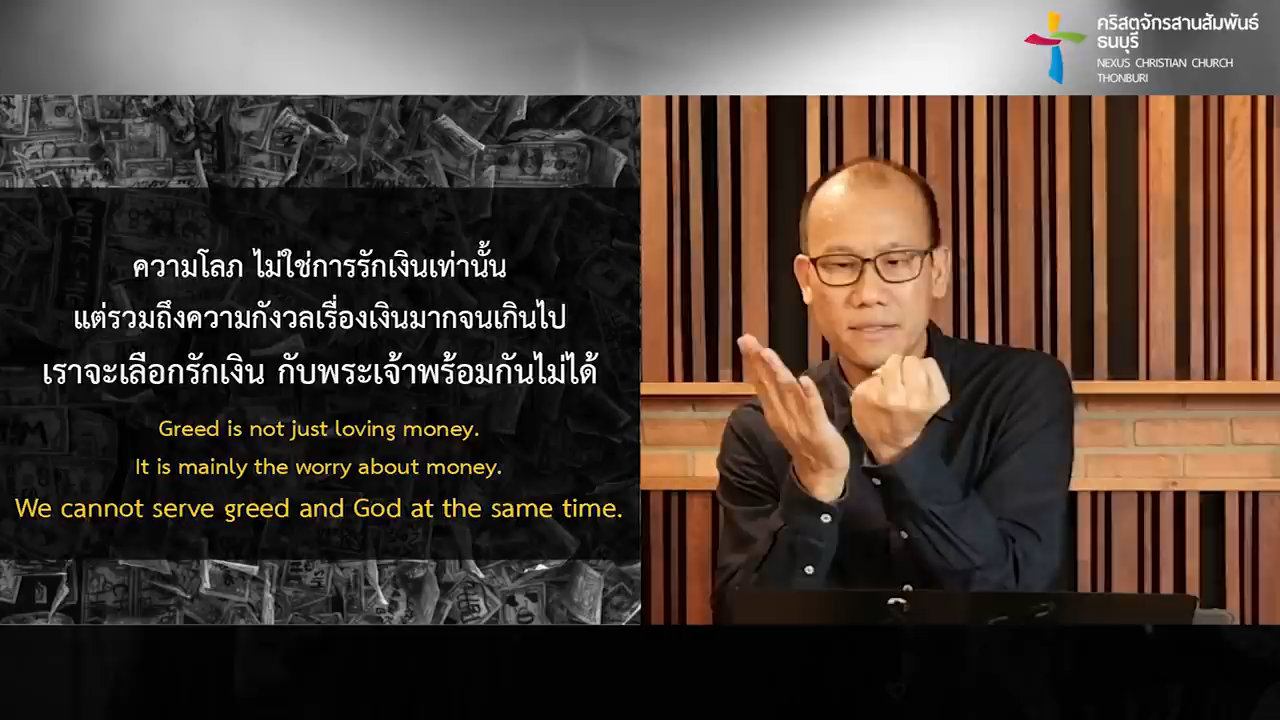 คริสตจักรสานสัมพันธ์
ธนบุรี
NEXUS CHRISTIAN CHURCH
THONBURI
ความโลภ ไม่ใช่การรักเงินเท่านั้น
แต่รวมถึงความกังวลเรื่องเงินมากจนเกินไป
เราจะเลือกรักเงิน กับพระเจ้าพร้อมกันไม่ได้
Greed is not just loving money.
It is mainly the worry about money.
We cannot serve greed and God at the same time.